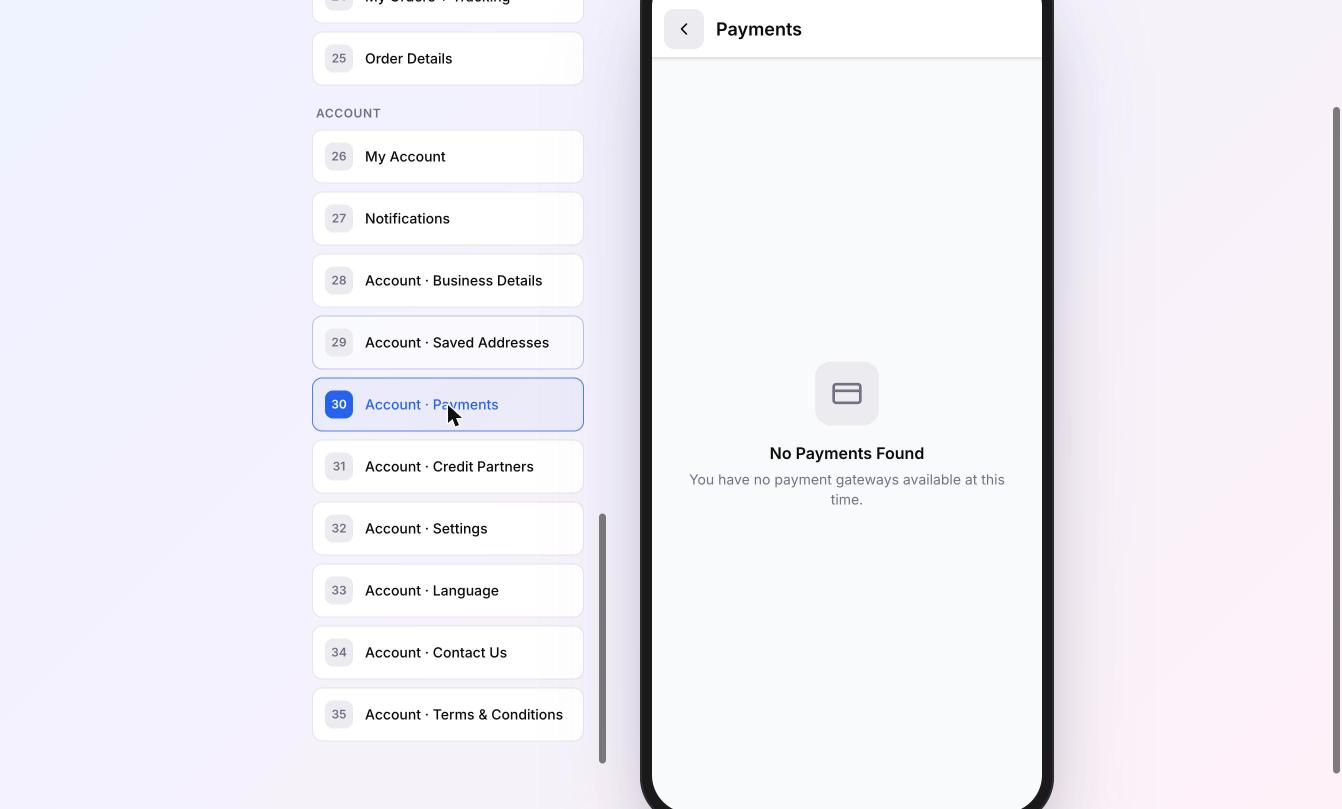 25 Order Details
ACCOUNT
26 My Account
27 Notifications
28 Account · Business Details
29 Account · Saved Addresses
30 Account · Payments
31 Account · Credit Partners
32 Account · Settings
33 Account · Language
34 Account · Contact Us
35 Account · Terms & Conditions
Payments
No Payments Found
You have no payment gateways available at this
time.